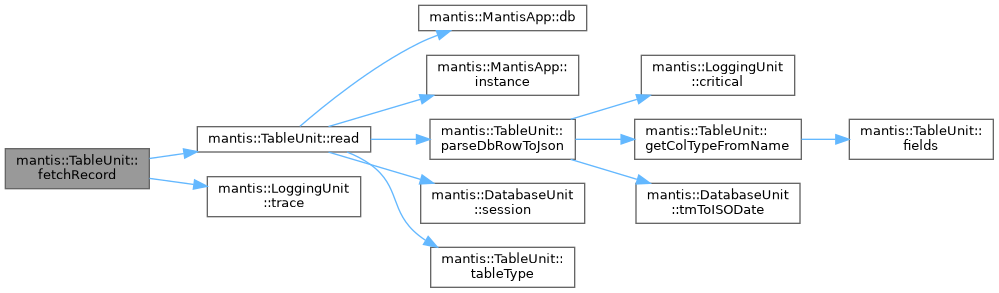 mantis::TableUnit::
fetchRecord
mantis::TableUnit::read
mantis::LoggingUnit
::trace
mantis::MantisApp::db
mantis::MantisApp::
instance
mantis::TableUnit::
parseDbRowToJson
mantis::DatabaseUnit
::session
mantis::TableUnit::
tableType
mantis::LoggingUnit
::critical
mantis::TableUnit::
getColTypeFromName
mantis::DatabaseUnit
::tmToISODate
mantis::TableUnit::
fields